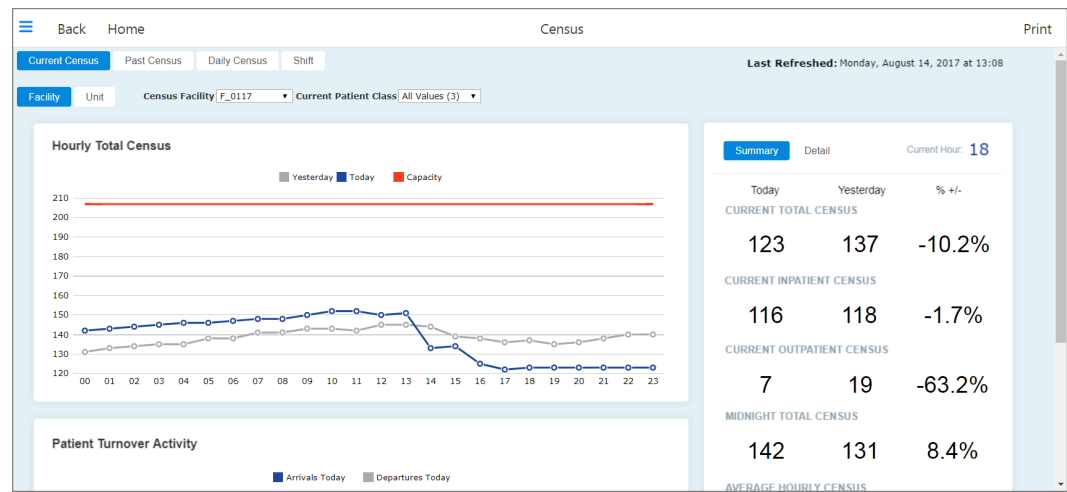 Back Home Census Print
Current Census Past Census Daily Census Shift Last Refreshed: Monday, August 14, 2017 at 13:08
Facility Unit Census Facility F_0117 Current Patient Class All Values (3)
Hourly Total Census
Yesterday Today Capacity
210
200
190
180
170
160
150
140
130
120
00 01 02 03 04 05 06 07 08 09 10 11 12 13 14 15 16 17 18 19 20 21 22 23
Patient Turnover Activity
Arrivals Today Departures Today
Summary Detail Current Hour: 18
Today Yesterday % +/-
CURRENT TOTAL CENSUS
123 137 -10.2%
CURRENT INPATIENT CENSUS
116 118 -1.7%
CURRENT OUTPATIENT CENSUS
7 19 -63.2%
MIDNIGHT TOTAL CENSUS
142 131 8.4%
AVERAGE HOURLY CENSUS